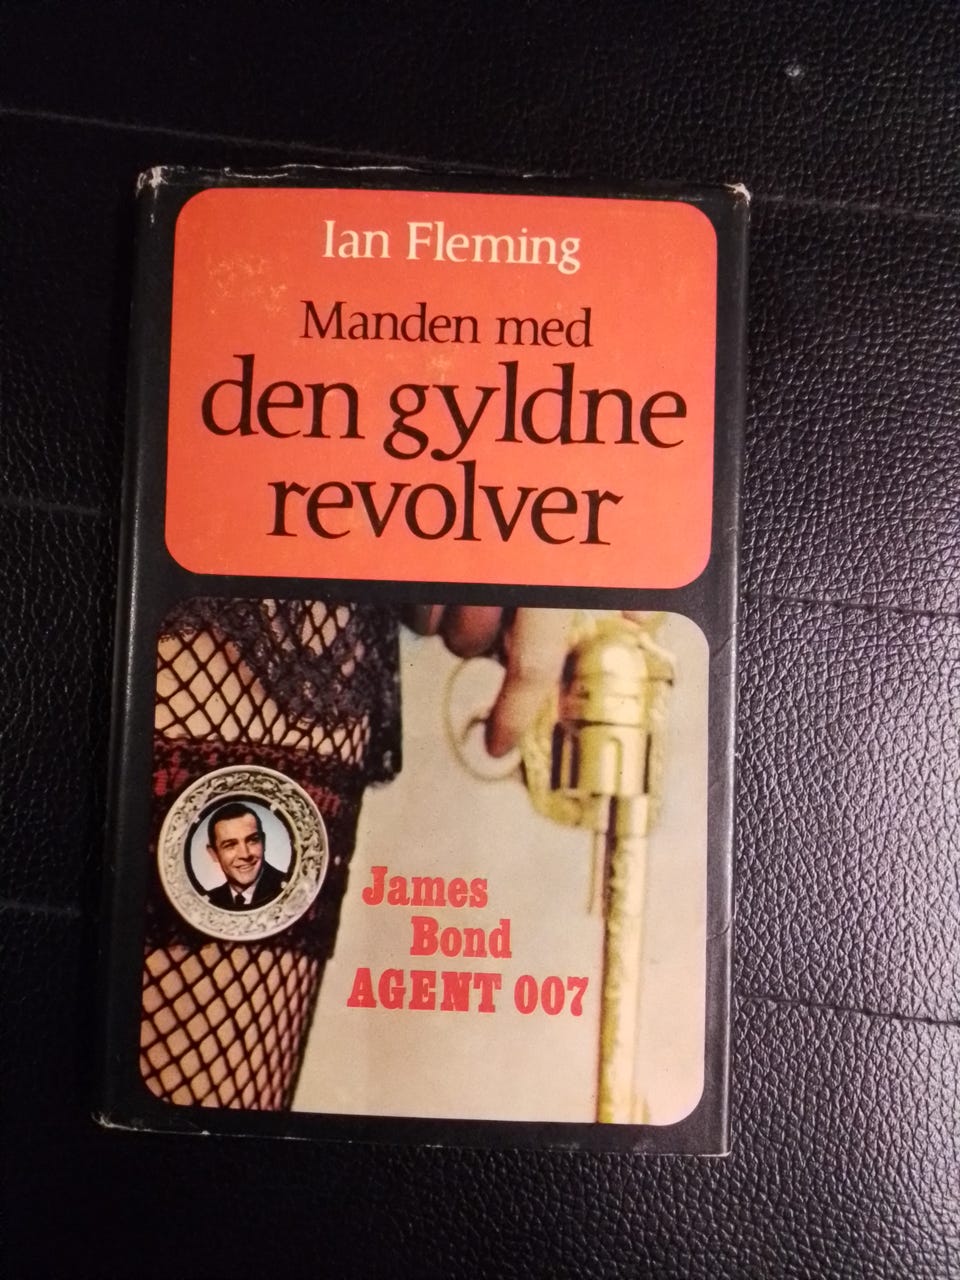 Ian Fleming
Manden med
den gyldne
revolver
James
Bond
AGENT 007